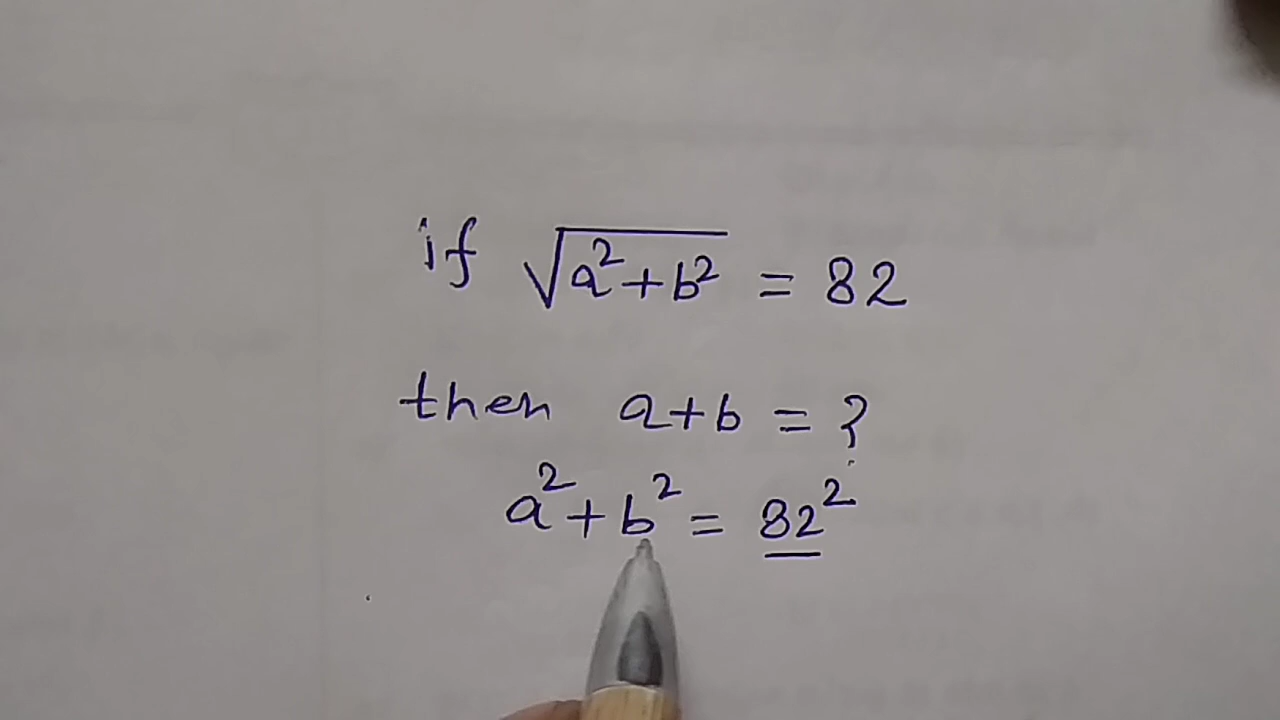 if √(a²+b²) = 82
then a+b = ?
a²+b² = 82²